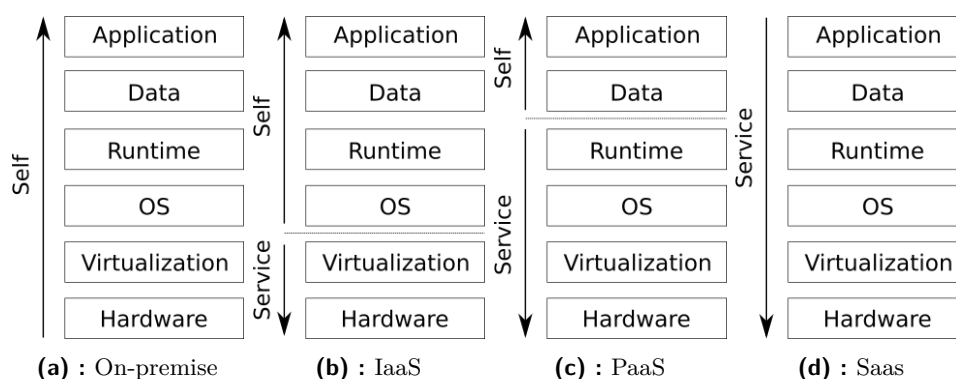 Application Application Application Application
Self
Data Data Data Data
Self
Service
Runtime Runtime Runtime Runtime
Self
OS OS OS OS
Service
Virtualization Virtualization Virtualization Virtualization
Service
Hardware Hardware Hardware Hardware
(a) : On-premise (b) : IaaS (c) : PaaS (d) : Saas